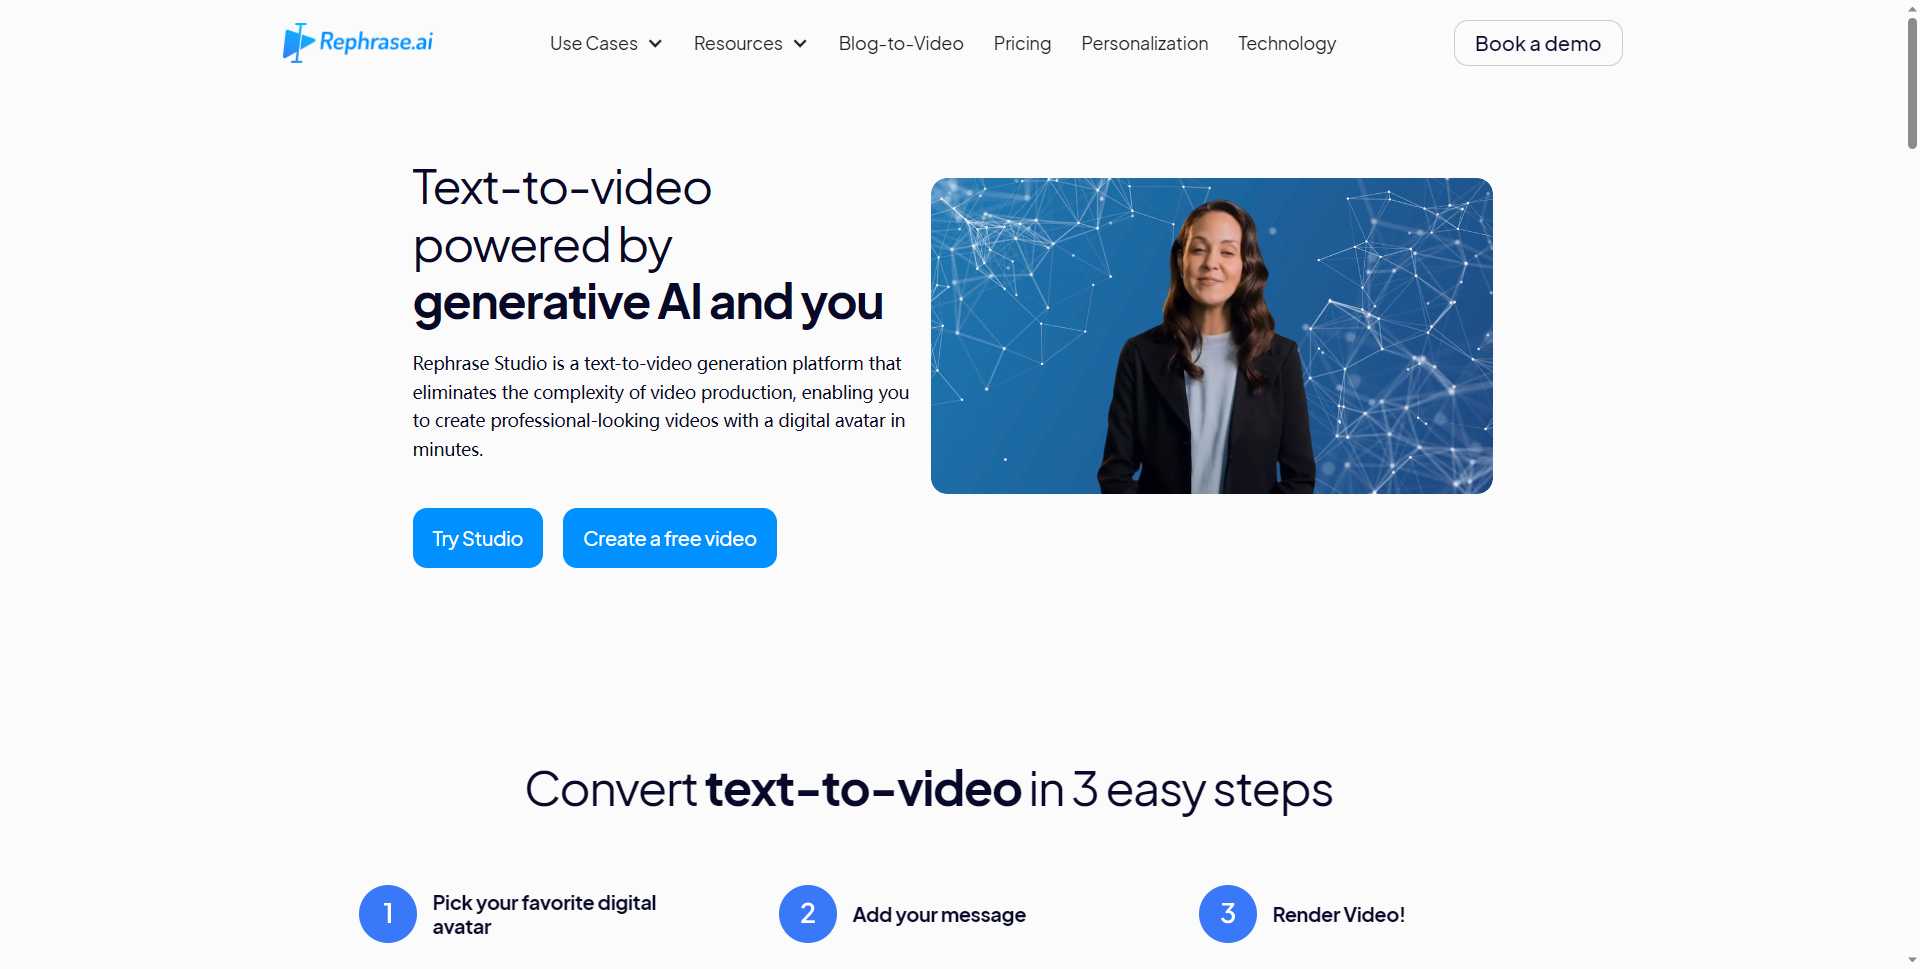 Rephrase.ai
Use Cases
Resources
Blog-to-Video
Pricing
Personalization
Technology
Book a demo
Text-to-video
powered by
generative AI and you
Rephrase Studio is a text-to-video generation platform that
eliminates the complexity of video production, enabling you
to create professional-looking videos with a digital avatar in
minutes.
Try Studio
Create a free video
Convert text-to-video in 3 easy steps
1
Pick your favorite digital
avatar
2
Add your message
3
Render Video!